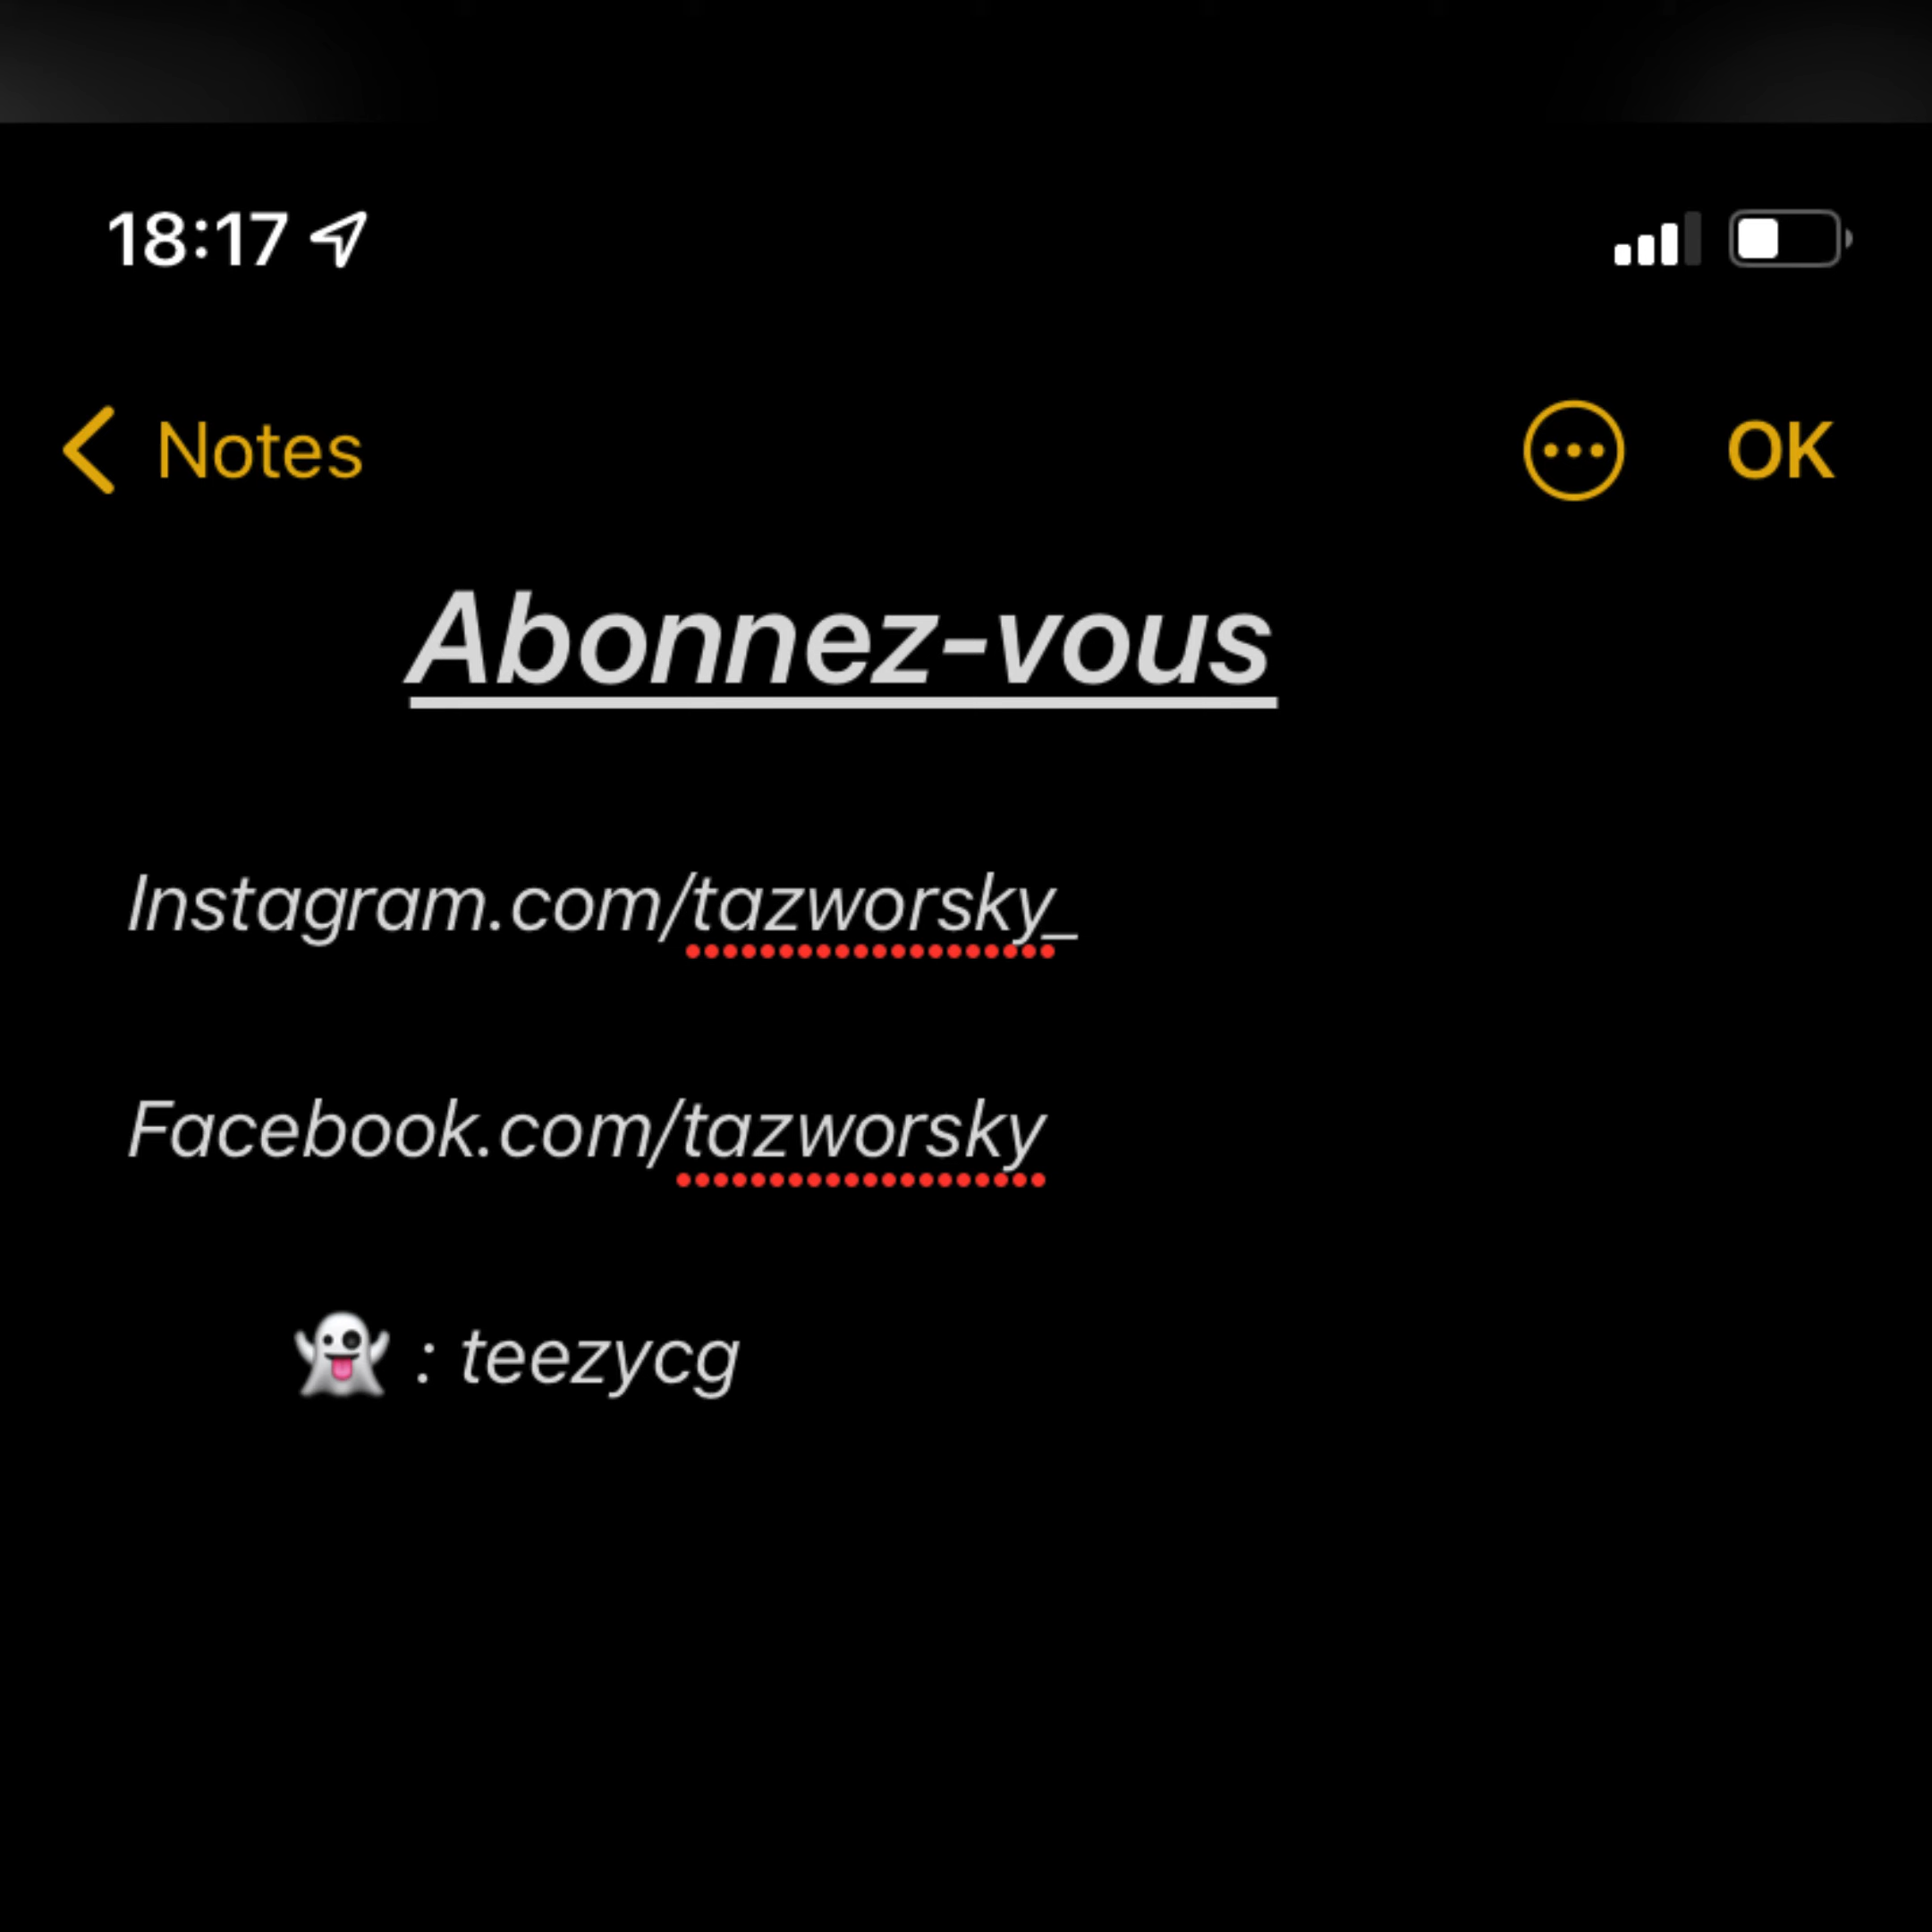 18:17
Notes
OK
Abonnez-vous
Instagram.com/tazworsky_
Facebook.com/tazworsky
👻 : teezycg